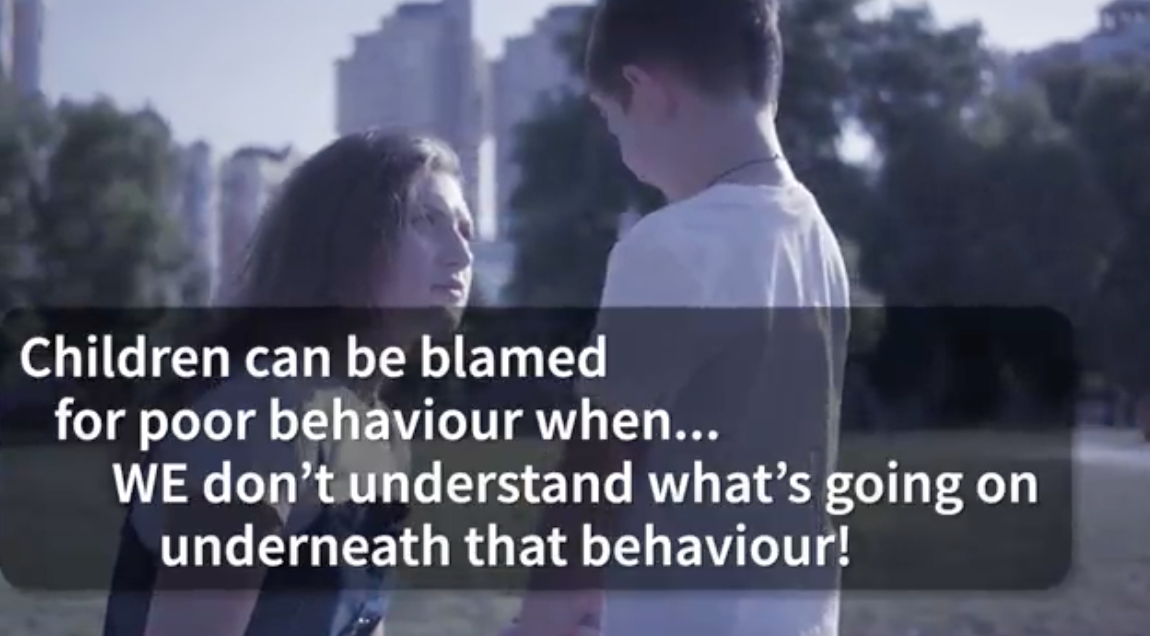 Children can be blamed
for poor behaviour when...
WE don’t understand what’s going on
underneath that behaviour!